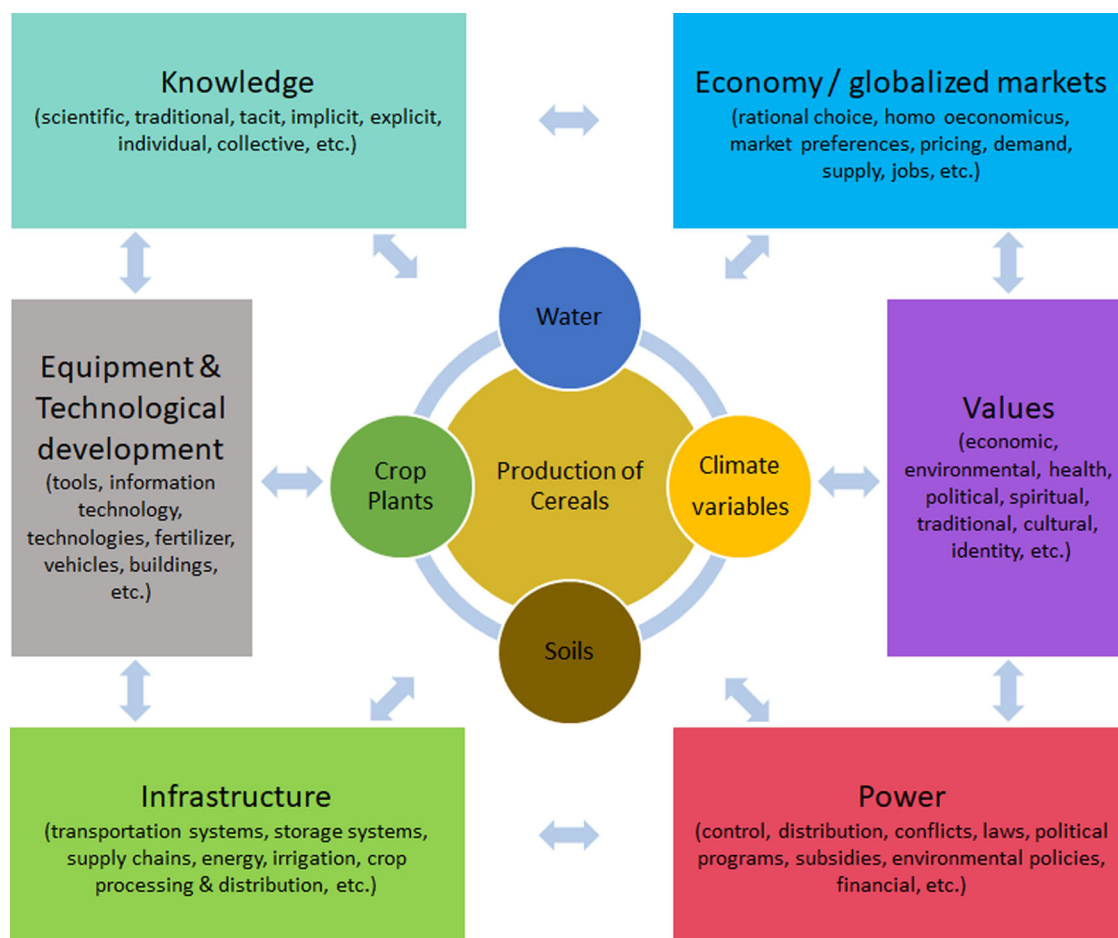 Knowledge
(scientific, traditional, tacit, implicit, explicit,
individual, collective, etc.)
Economy / globalized markets
(rational choice, homo oeconomicus,
market preferences, pricing, demand,
supply, jobs, etc.)
Water
Equipment &
Technological
development
(tools, information
technology,
technologies, fertilizer,
vehicles, buildings,
etc.)
Crop
Plants
Production of
Cereals
Climate
variables
Values
(economic,
environmental, health,
political, spiritual,
traditional, cultural,
identity, etc.)
Soils
Infrastructure
(transportation systems, storage systems,
supply chains, energy, irrigation, crop
processing & distribution, etc.)
Power
(control, distribution, conflicts, laws, political
programs, subsidies, environmental policies,
financial, etc.)